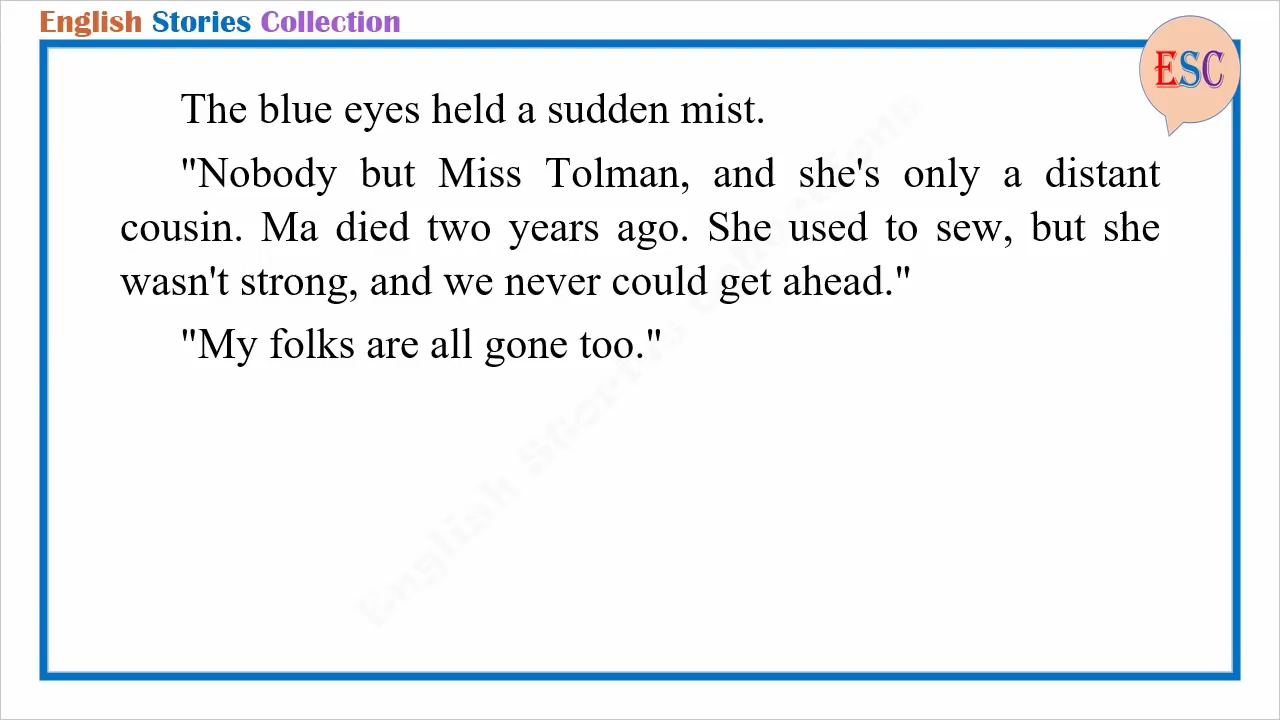 English Stories Collection
ESC
The blue eyes held a sudden mist.
"Nobody but Miss Tolman, and she's only a distant
cousin. Ma died two years ago. She used to sew, but she
wasn't strong, and we never could get ahead."
"My folks are all gone too."